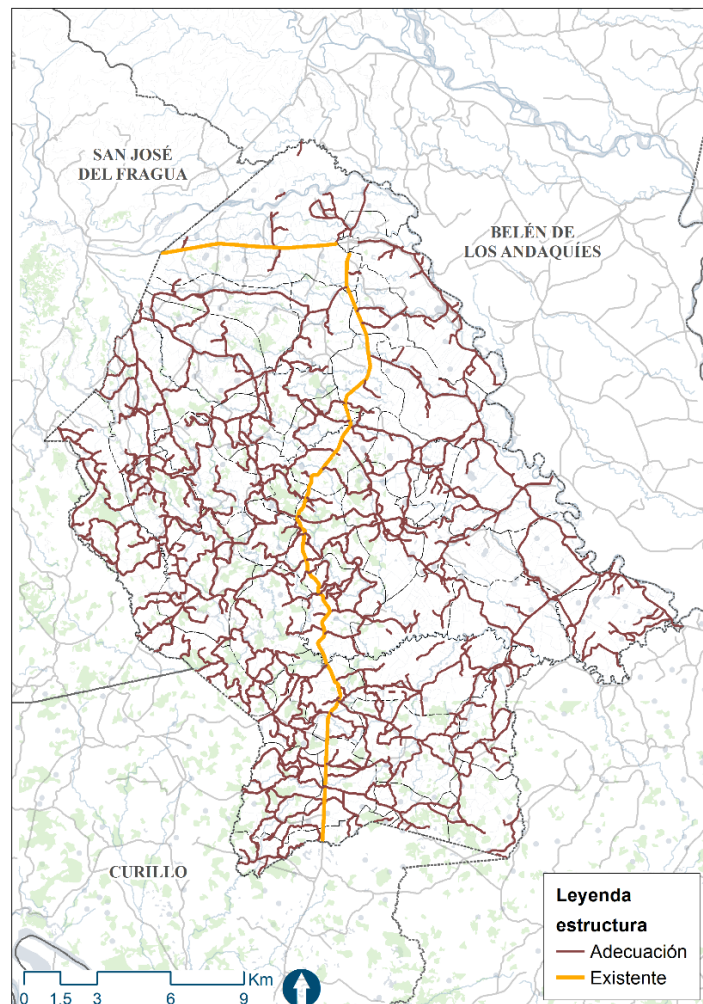 SAN JOSÉ
DEL FRAGUA
BELÉN DE
LOS ANDAQUÍES
CURILLO
Leyenda
estructura
Adecuación
Existente
Km
0 1.5 3 6 9